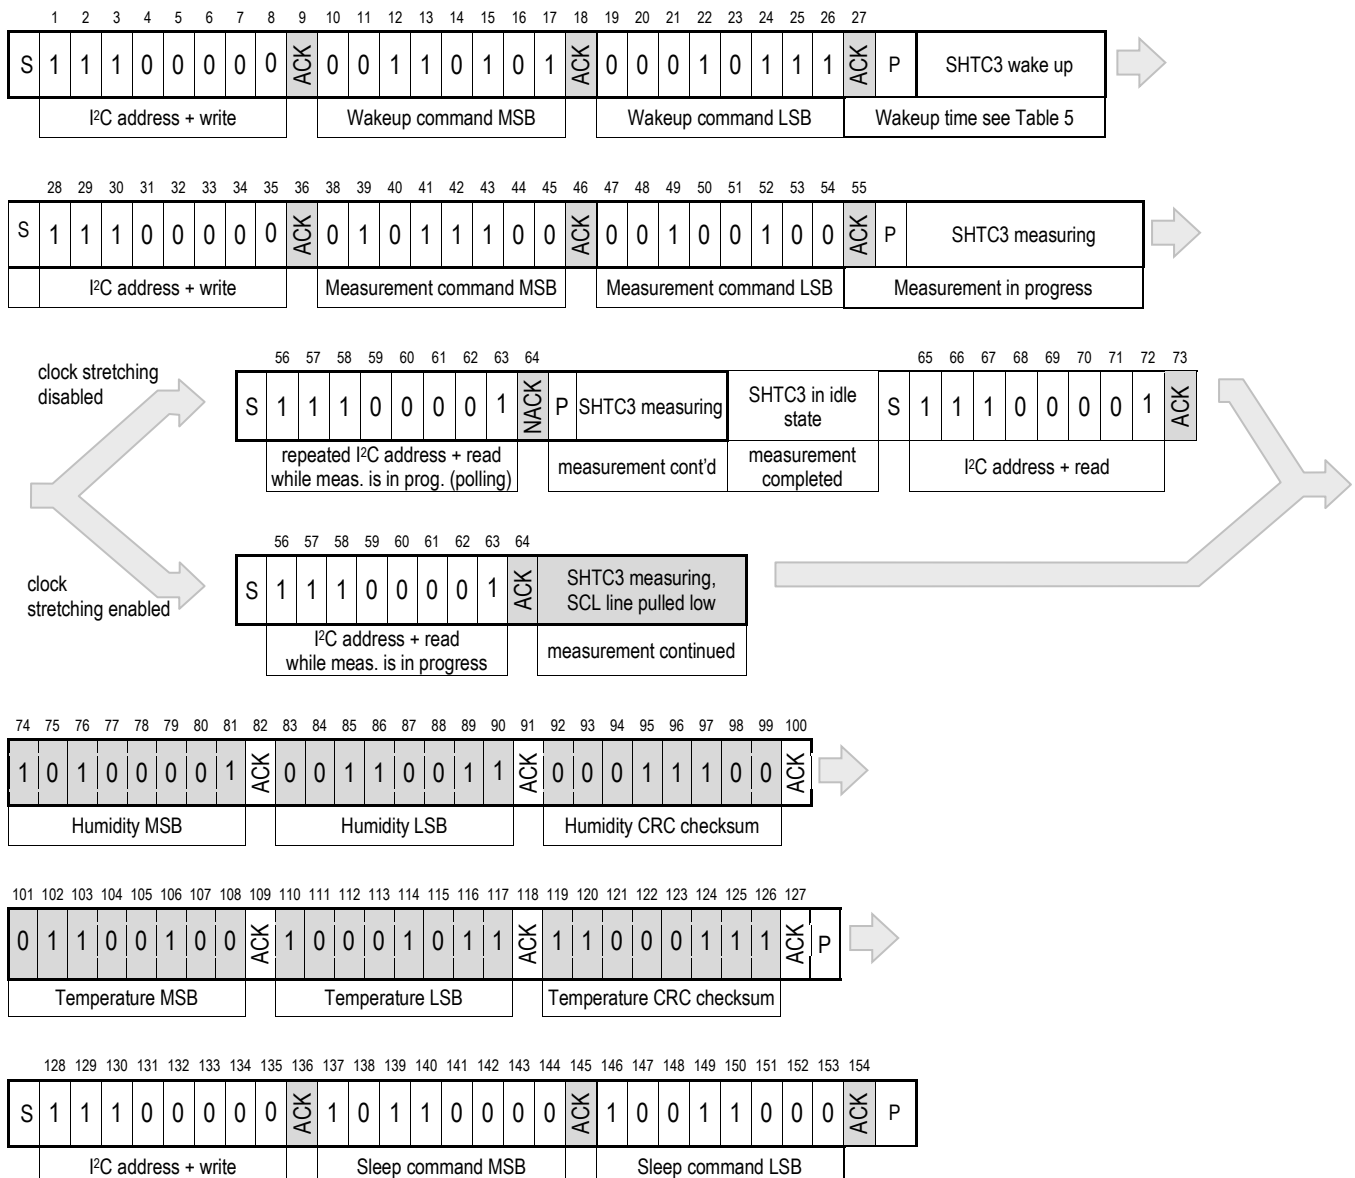 1 2 3 4 5 6 7 8 9 10 11 12 13 14 15 16 17 18 19 20 21 22 23 24 25 26 27
S 1 1 1 0 0 0 0 0 ACK 0 0 1 1 0 1 0 1 ACK 0 0 0 1 0 1 1 1 ACK P SHTC3 wake up
I²C address + write Wakeup command MSB Wakeup command LSB Wakeup time see Table 5
28 29 30 31 32 33 34 35 36 38 39 40 41 42 43 44 45 46 47 48 49 50 51 52 53 54 55
S 1 1 1 0 0 0 0 0 ACK 0 1 0 1 1 1 0 0 ACK 0 0 1 0 0 1 0 0 ACK P SHTC3 measuring
I²C address + write Measurement command MSB Measurement command LSB Measurement in progress
clock stretching
disabled
56 57 58 59 60 61 62 63 64 65 66 67 68 69 70 71 72 73
S 1 1 1 0 0 0 0 1 NACK P SHTC3 measuring SHTC3 in idle
state S 1 1 1 0 0 0 0 1 ACK
repeated I²C address + read
while meas. is in prog. (polling)
measurement cont'd
measurement
completed
I²C address + read
clock
stretching enabled
56 57 58 59 60 61 62 63 64
S 1 1 1 0 0 0 0 1 ACK SHTC3 measuring,
SCL line pulled low
I²C address + read
while meas. is in progress
measurement continued
74 75 76 77 78 79 80 81 82 83 84 85 86 87 88 89 90 91 92 93 94 95 96 97 98 99 100
1 0 1 0 0 0 0 1 ACK 0 0 1 1 0 0 1 1 ACK 0 0 0 1 1 1 0 0 ACK
Humidity MSB Humidity LSB Humidity CRC checksum
101 102 103 104 105 106 107 108 109 110 111 112 113 114 115 116 117 118 119 120 121 122 123 124 125 126 127
0 1 1 0 0 1 0 0 ACK 1 0 0 0 1 0 1 1 ACK 1 1 0 0 0 1 1 1 ACK P
Temperature MSB Temperature LSB Temperature CRC checksum
128 129 130 131 132 133 134 135 136 137 138 139 140 141 142 143 144 145 146 147 148 149 150 151 152 153 154
S 1 1 1 0 0 0 0 0 ACK 1 0 1 1 0 0 0 0 ACK 1 0 0 1 1 0 0 0 ACK P
I²C address + write Sleep command MSB Sleep command LSB